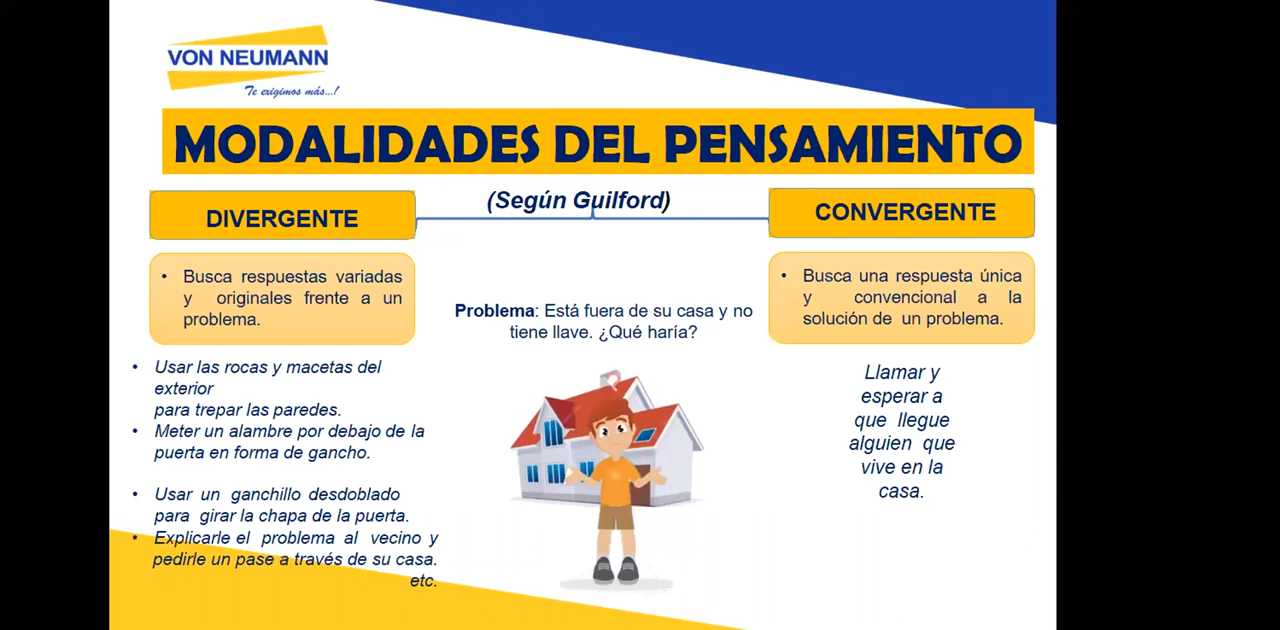 VON NEUMANN
Te exigimos más...!
MODALIDADES DEL PENSAMIENTO
(Según Guilford)
DIVERGENTE
• Busca respuestas variadas
y originales frente a un
problema.
• Usar las rocas y macetas del
exterior
para trepar las paredes.
• Meter un alambre por debajo de la
puerta en forma de gancho.
• Usar un ganchillo desdoblado
para girar la chapa de la puerta.
• Explicarle el problema al vecino y
pedirle un pase a través de su casa.
etc.
Problema: Está fuera de su casa y no
tiene llave. ¿Qué haría?
CONVERGENTE
• Busca una respuesta única
y convencional a la
solución de un problema.
Llamar y
esperar a
que llegue
alguien que
vive en la
casa.